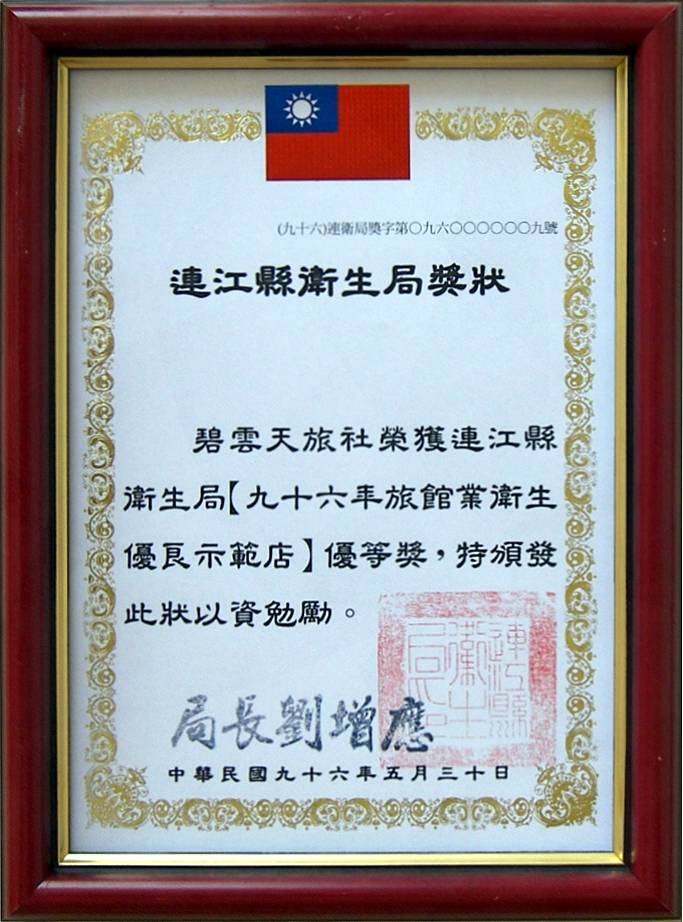 (九十六)連衛局獎字第〇九六〇〇〇〇〇〇九號
連江縣衛生局獎狀
碧雲天旅社榮獲連江縣
衛生局【九十六年旅館業衛生
優良示範店】優等獎，特頒發
此狀以資勉勵。
連江縣衛生局印
局長劉增應
中華民國九十六年五月三十日